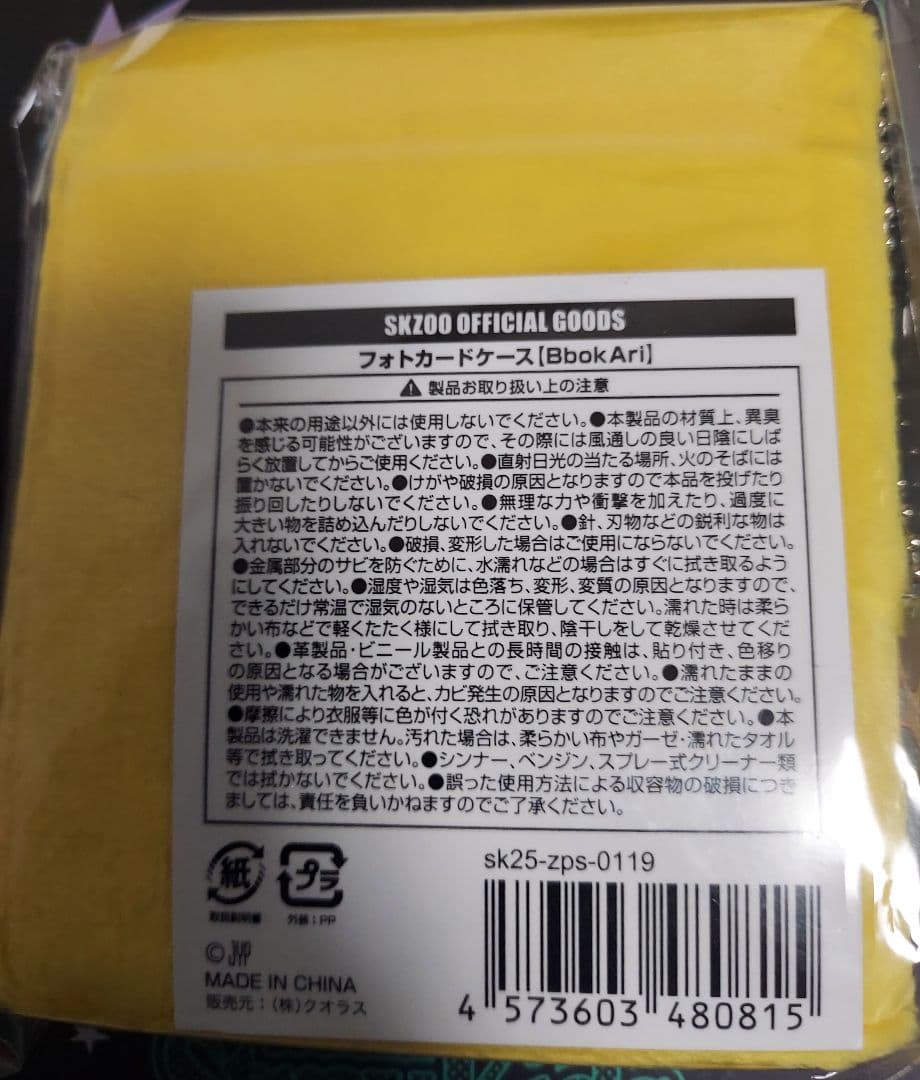 SKZOO OFFICIAL GOODS
フォトカードケース【BbokAri】
⚠製品お取り扱い上の注意
●本来の用途以外には使用しないでください。●本製品の材質上、異臭
を感じる可能性がございますので、その際には風通しの良い日陰にしば
らく放置してからご使用ください。●直射日光の当たる場所、火のそばには
置かないでください。●けがや破損の原因となりますので本品を投げたり
振り回したりしないでください。●無理な力や衝撃を加えたり、過度に
大きい物を詰め込んだりしないでください。●針、刃物などの鋭利な物は
入れないでください。●破損、変形した場合はご使用にならないでください。
●金属部分のサビを防ぐために、水濡れなどの場合はすぐに拭き取るよう
にしてください。●湿度や湿気は色落ち、変形、変質の原因となりますので、
できるだけ常温で湿気のないところに保管してください。濡れた時は柔ら
かい布などで軽くたたく様にして拭き取り、陰干しをして乾燥させてくだ
さい。●革製品・ビニール製品との長時間の接触は、貼り付き、色移り
の原因となる場合がございますので、ご注意ください。●濡れたままの
使用や濡れた物を入れると、カビ発生の原因となりますのでご注意ください。
●摩擦により衣服等に色が付く恐れがありますのでご注意ください。●本
製品は洗濯できません。汚れた場合は、柔らかい布やガーゼ・濡れたタオル
等で拭き取ってください。●シンナー、ベンジン、スプレー式クリーナー類
では拭かないでください。●誤った使用方法による収容物の破損につき
ましては、責任を負いかねますのでご了承ください。
紙
取扱説明書
プラ
外装：PP
sk25-zps-0119
© JYP
MADE IN CHINA
販売元：(株)クオラス
4 573603 480815